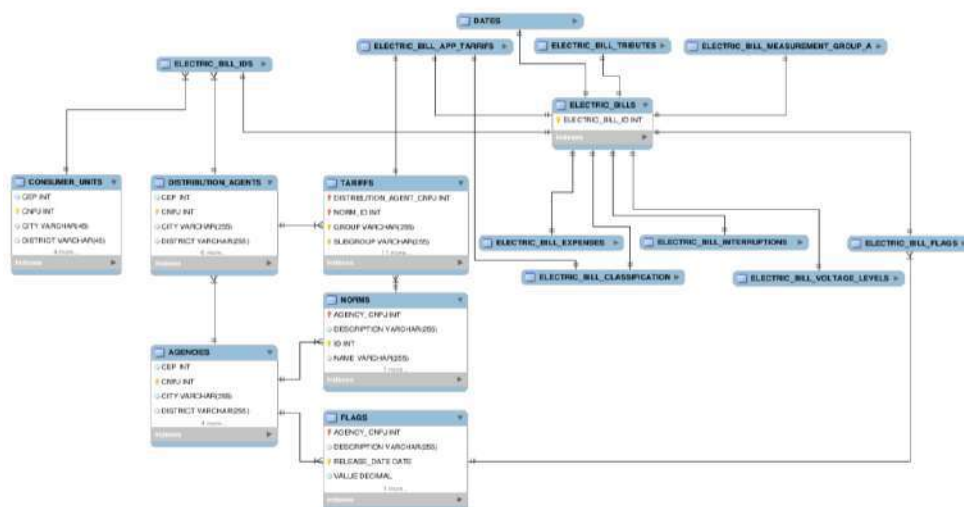 DATES
ELECTRIC_BILL_APP_TARRIFS
ELECTRIC_BILL_TRIBUTES
ELECTRIC_BILL_MEASUREMENT_GROUP_A
ELECTRIC_BILL_IDS
ELECTRIC_BILLS
ELECTRIC_BILL_ID INT
Indexes
CONSUMER_UNITS
CEP INT
CNPJ INT
CITY VARCHAR(45)
DISTRICT VARCHAR(45)
Indexes
DISTRIBUTION_AGENTS
CEP INT
CNPJ INT
CITY VARCHAR(255)
DISTRICT VARCHAR(255)
Indexes
TARIFFS
DISTRIBUTION_AGENT_CNPJ INT
NORM_ID INT
GROUP VARCHAR(255)
SUBGROUP VARCHAR(255)
Indexes
ELECTRIC_BILL_EXPENSES
ELECTRIC_BILL_INTERRUPTIONS
ELECTRIC_BILL_FLAGS
ELECTRIC_BILL_CLASSIFICATION
ELECTRIC_BILL_VOLTAGE_LEVELS
NORMS
AGENCY_CNPJ INT
DESCRIPTION VARCHAR(255)
ID INT
NAME VARCHAR(255)
Indexes
AGENCIES
CEP INT
CNPJ INT
CITY VARCHAR(255)
DISTRICT VARCHAR(255)
4 more...
Indexes
FLAGS
AGENCY_CNPJ INT
DESCRIPTION VARCHAR(255)
RELEASE_DATE DATE
VALUE DECIMAL
Indexes